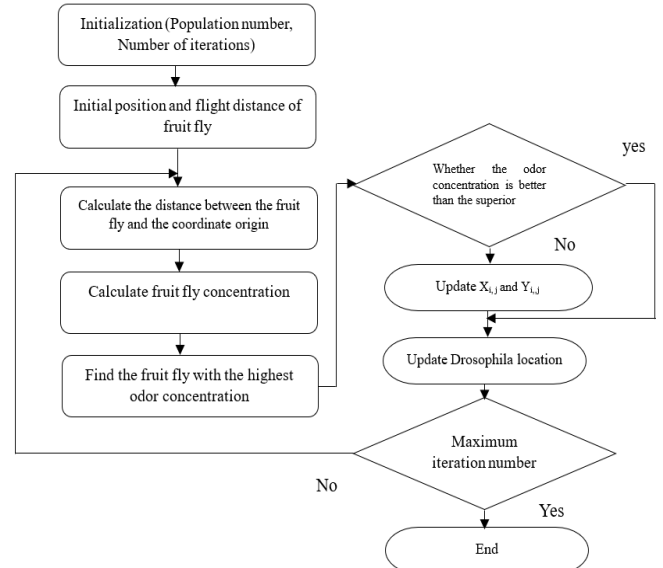 Initialization (Population number,
Number of iterations)
Initial position and flight distance of
fruit fly
Calculate the distance between the fruit
fly and the coordinate origin
Calculate fruit fly concentration
Find the fruit fly with the highest
odor concentration
Whether the odor
concentration is better
than the superior
yes
No
Update Xi, j and Yi,,j
Update Drosophila location
Maximum
iteration number
No
Yes
End